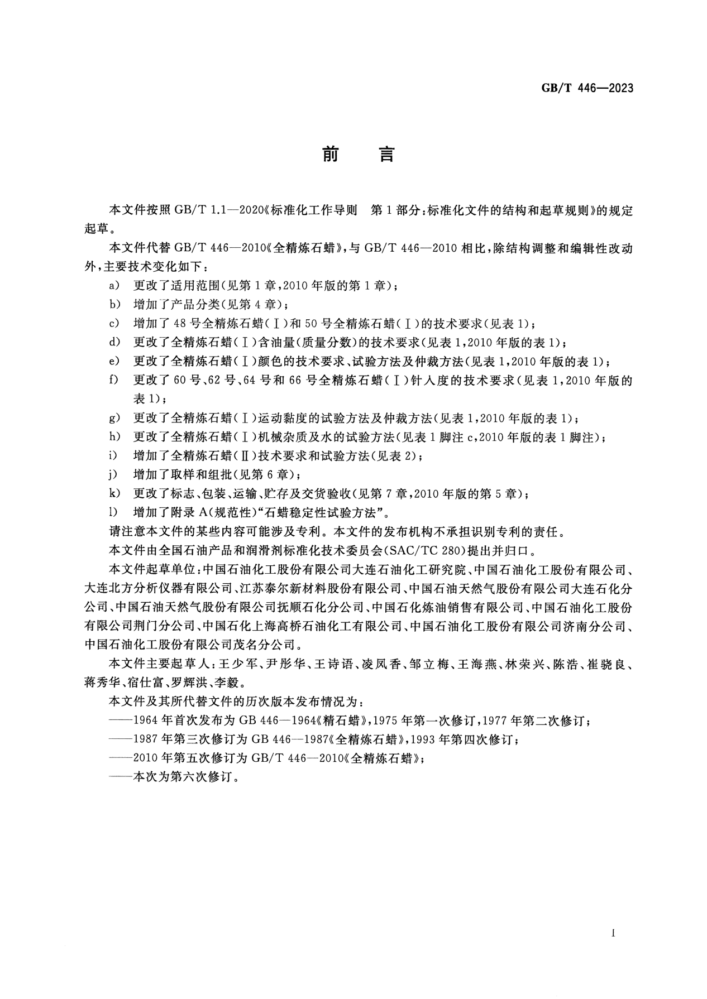 GB/T 446—2023
前　　言
本文件按照 GB/T 1.1—2020《标准化工作导则　第 1 部分:标准化文件的结构和起草规则》的规定
起草。
本文件代替 GB/T 446—2010《全精炼石蜡》,与 GB/T 446—2010 相比,除结构调整和编辑性改动
外,主要技术变化如下:
a)　更改了适用范围(见第 1 章,2010 年版的第 1 章);
b)　增加了产品分类(见第 4 章);
c)　增加了 48 号全精炼石蜡(Ⅰ)和 50 号全精炼石蜡(Ⅰ)的技术要求(见表 1);
d)　更改了全精炼石蜡(Ⅰ)含油量(质量分数)的技术要求(见表 1,2010 年版的表 1);
e)　更改了全精炼石蜡(Ⅰ)颜色的技术要求、试验方法及仲裁方法(见表 1,2010 年版的表 1);
f)　更改了 60 号、62 号、64 号和 66 号全精炼石蜡(Ⅰ)针入度的技术要求(见表 1,2010 年版的
表 1);
g)　更改了全精炼石蜡(Ⅰ)运动黏度的试验方法及仲裁方法(见表 1,2010 年版的表 1);
h)　更改了全精炼石蜡(Ⅰ)机械杂质及水的试验方法(见表 1 脚注 c,2010 年版的表 1 脚注);
i)　增加了全精炼石蜡(Ⅱ)技术要求和试验方法(见表 2);
j)　增加了取样和组批(见第 6 章);
k)　更改了标志、包装、运输、贮存及交货验收(见第 7 章,2010 年版的第 5 章);
l)　增加了附录 A(规范性)“石蜡稳定性试验方法”。
请注意本文件的某些内容可能涉及专利。本文件的发布机构不承担识别专利的责任。
本文件由全国石油产品和润滑剂标准化技术委员会(SAC/TC 280)提出并归口。
本文件起草单位:中国石油化工股份有限公司大连石油化工研究院、中国石油化工股份有限公司、
大连北方分析仪器有限公司、江苏泰尔新材料股份有限公司、中国石油天然气股份有限公司大连石化分
公司、中国石油天然气股份有限公司抚顺石化分公司、中国石化炼油销售有限公司、中国石油化工股份
有限公司荆门分公司、中国石化上海高桥石油化工有限公司、中国石油化工股份有限公司济南分公司、
中国石油化工股份有限公司茂名分公司。
本文件主要起草人:王少军、尹彤华、王诗语、凌凤香、邹立梅、王海燕、林荣兴、陈浩、崔骁良、
蒋秀华、宿仕富、罗辉洪、李毅。
本文件及其所代替文件的历次版本发布情况为:
——1964 年首次发布为 GB 446—1964《精石蜡》,1975 年第一次修订,1977 年第二次修订;
——1987 年第三次修订为 GB 446—1987《全精炼石蜡》,1993 年第四次修订;
——2010 年第五次修订为 GB/T 446—2010《全精炼石蜡》;
——本次为第六次修订。
Ⅰ